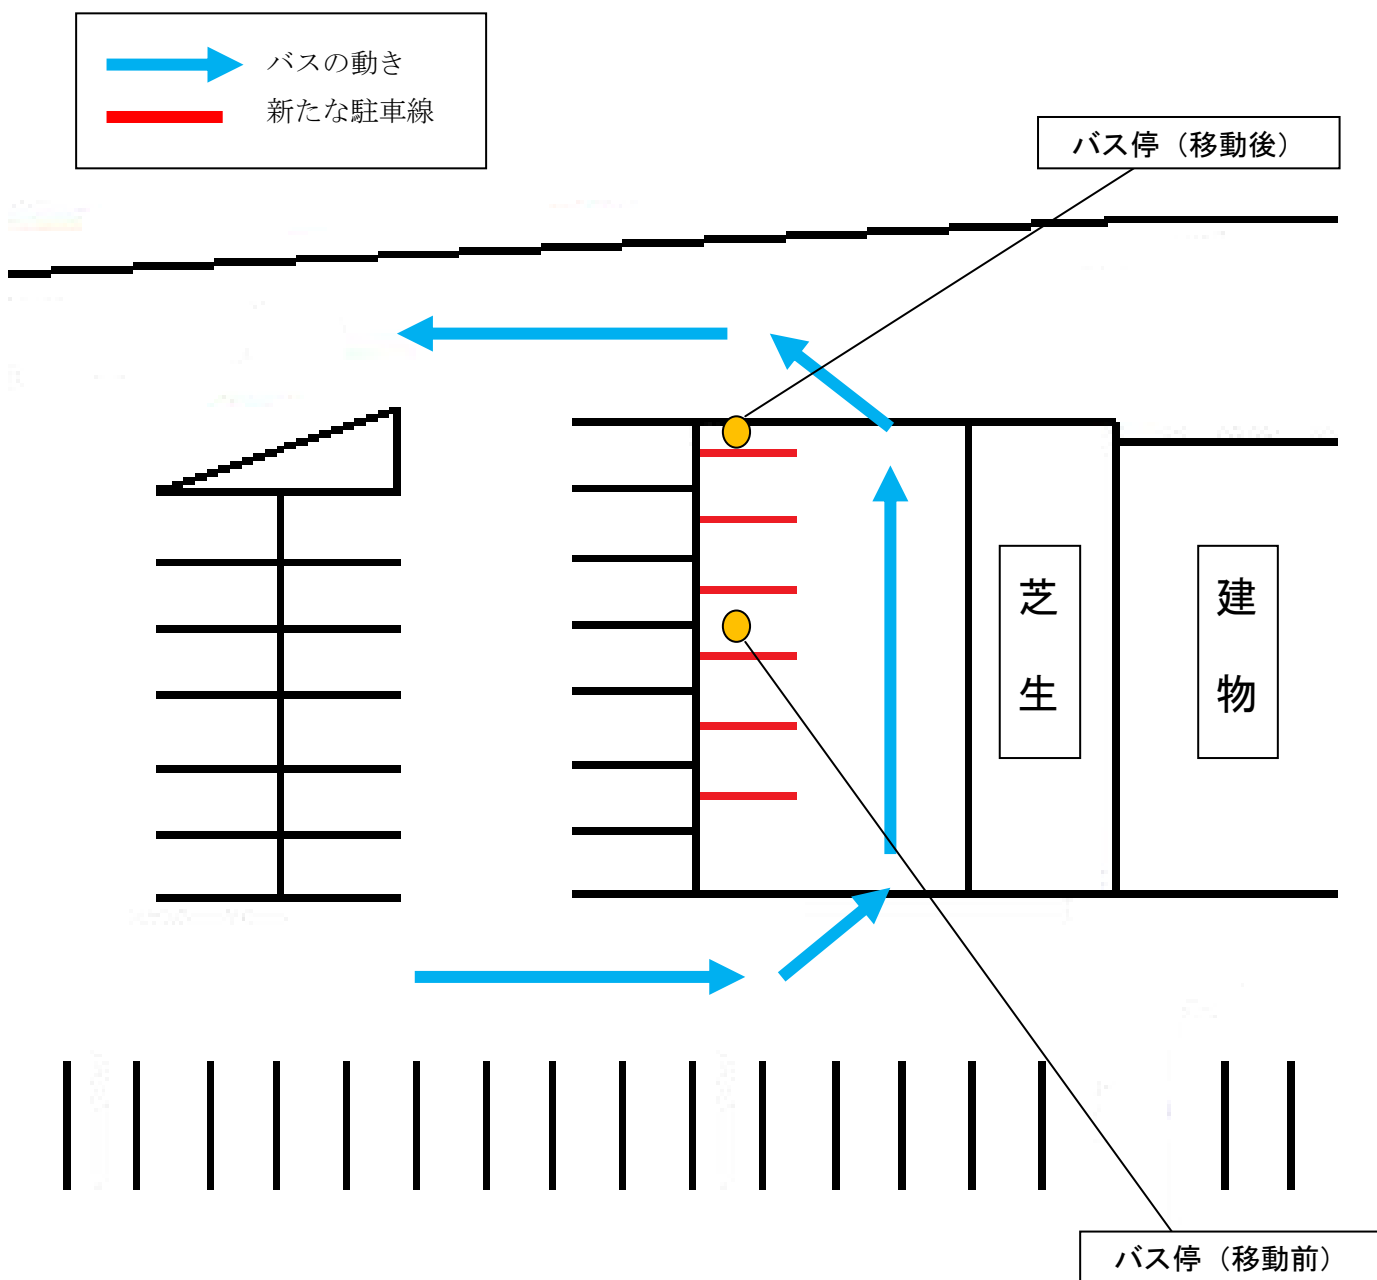 バスの動き
新たな駐車線
バス停（移動後）
芝生
建物
バス停（移動前）